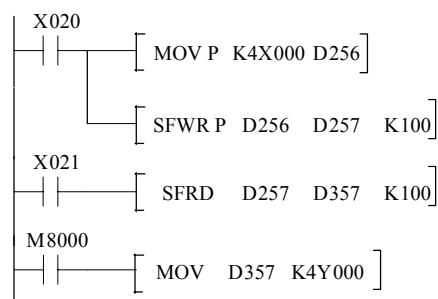 X020
MOV P K4X000 D256
SFWR P D256 D257 K100
X021
SFRD D257 D357 K100
M8000
MOV D357 K4Y000